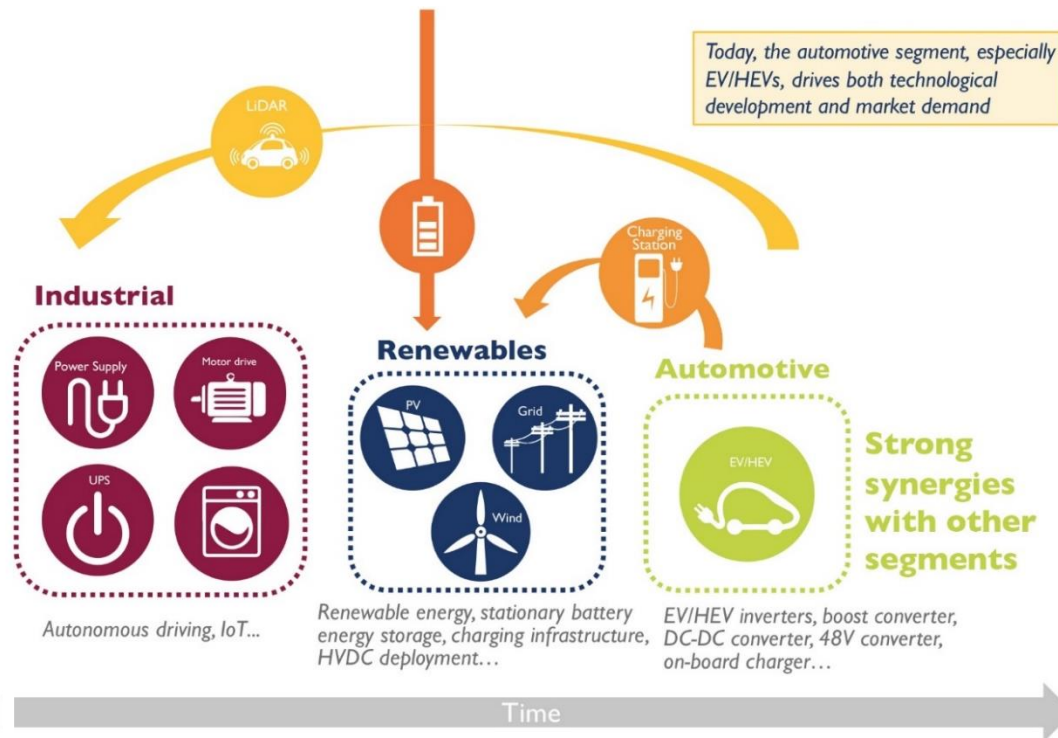 Today, the automotive segment, especially
EV/HEVs, drives both technological
development and market demand
LiDAR
Charging
Station
Industrial
Power Supply
Motor drive
UPS
Renewables
PV
Grid
Wind
Automotive
EV/HEV
Strong
synergies
with other
segments
Autonomous driving, IoT...
Renewable energy, stationary battery
energy storage, charging infrastructure,
HVDC deployment…
EV/HEV inverters, boost converter,
DC-DC converter, 48V converter,
on-board charger…
Time